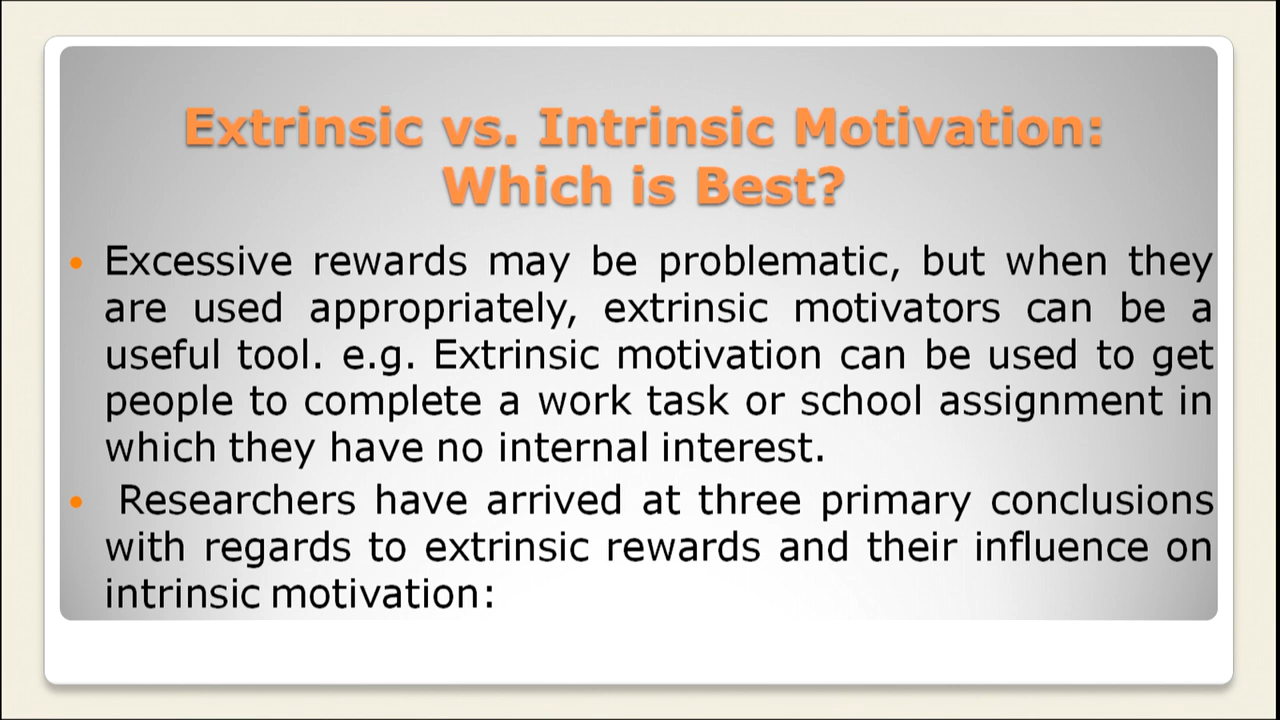 Extrinsic vs. Intrinsic Motivation:
Which is Best?
• Excessive rewards may be problematic, but when they
are used appropriately, extrinsic motivators can be a
useful tool. e.g. Extrinsic motivation can be used to get
people to complete a work task or school assignment in
which they have no internal interest.
• Researchers have arrived at three primary conclusions
with regards to extrinsic rewards and their influence on
intrinsic motivation: